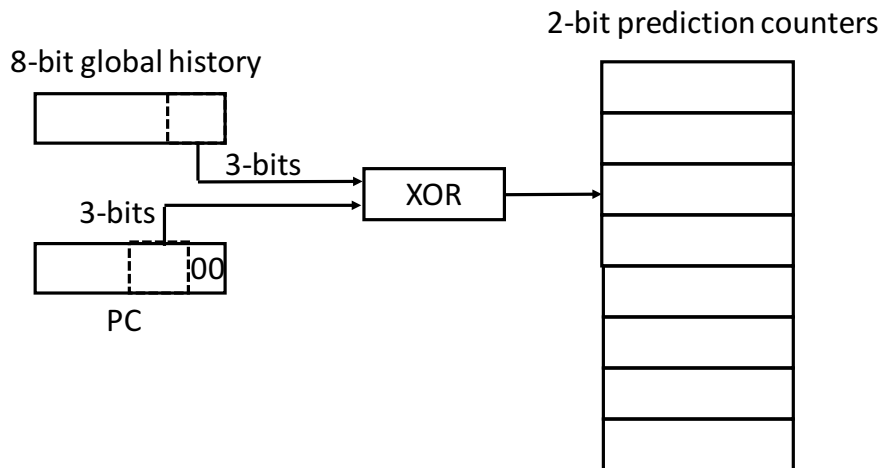 2-bit prediction counters
8-bit global history
3-bits
XOR
3-bits
00
PC